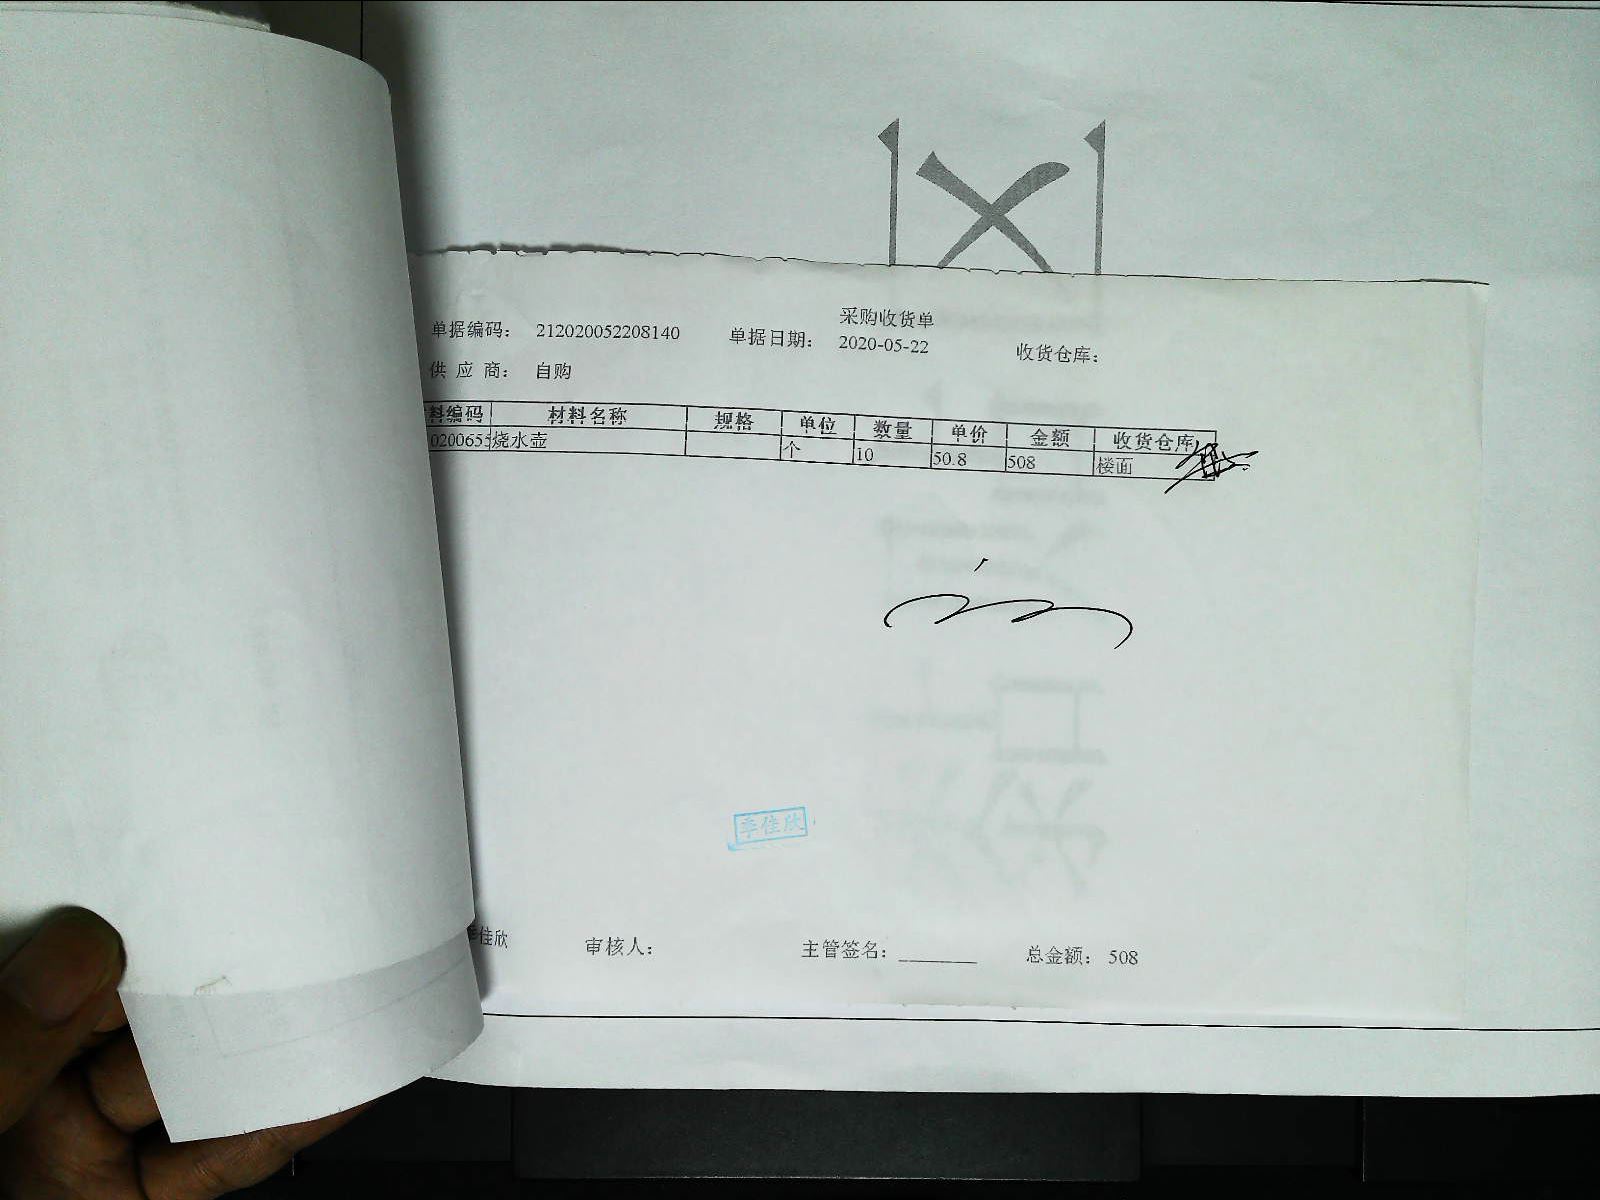 采购收货单
单据编码： 212020052208140 单据日期： 2020-05-22 收货仓库：
供 应 商： 自购
料编码 材料名称 规格 单位 数量 单价 金额 收货仓库
020065 烧水壶 个 10 50.8 508 楼面
李佳欣
佳欣 审核人： 主管签名： 总金额： 508